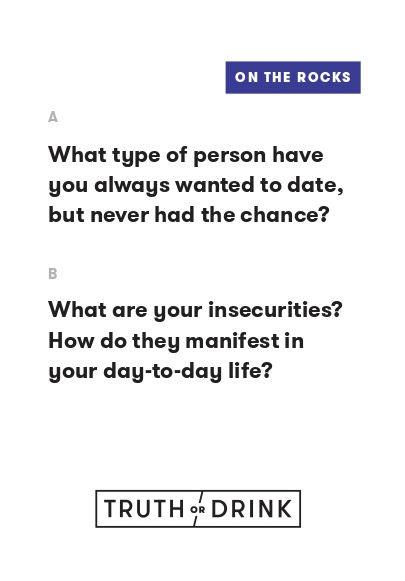 ON THE ROCKS
A
What type of person have
you always wanted to date,
but never had the chance?
B
What are your insecurities?
How do they manifest in
your day-to-day life?
TRUTH OR DRINK